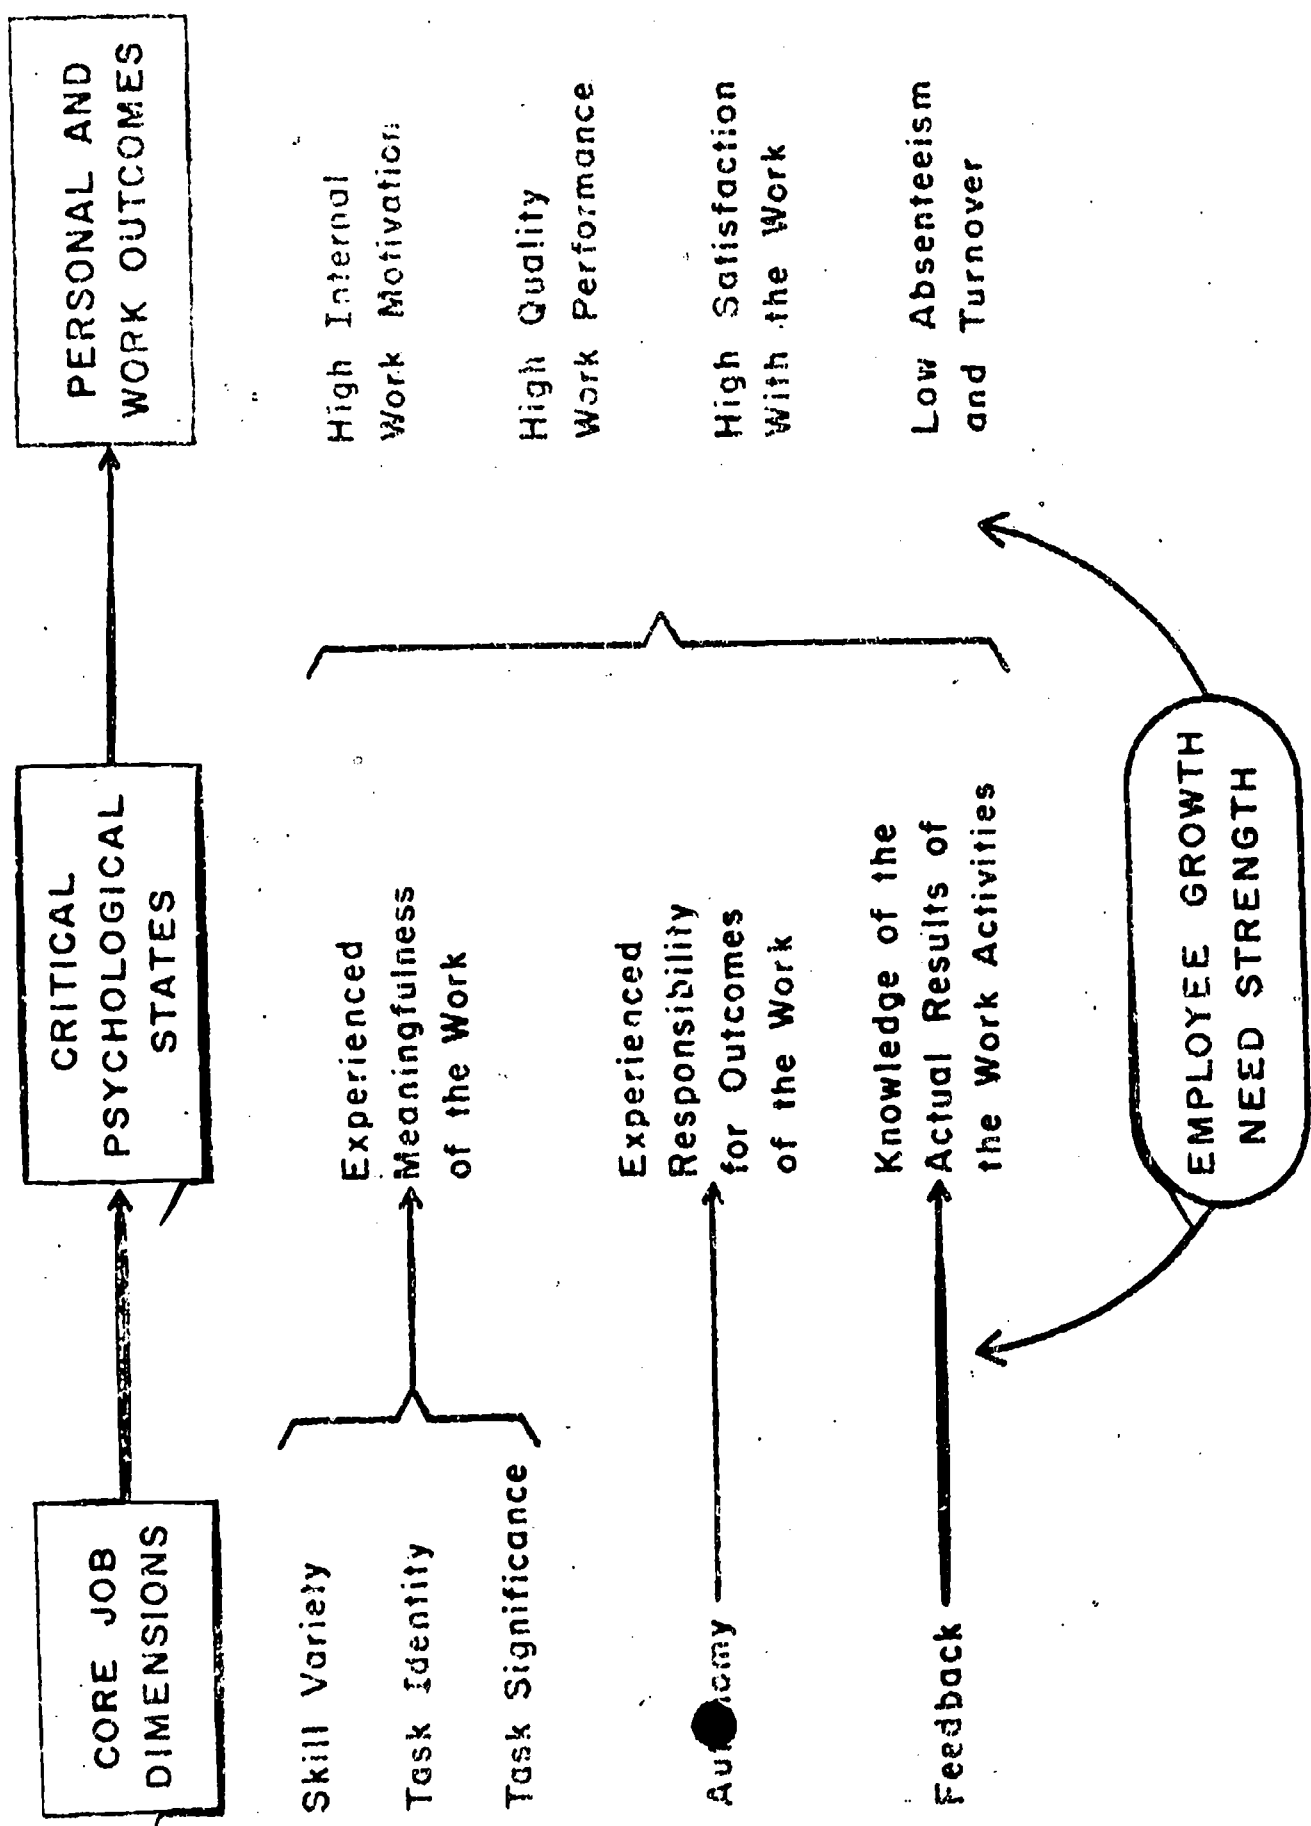 CORE JOB
DIMENSIONS
CRITICAL
PSYCHOLOGICAL
STATES
PERSONAL AND
WORK OUTCOMES
Skill Variety
Task Identity
Task Significance
Experienced
Meaningfulness
of the Work
Autonomy
Experienced
Responsibility
for Outcomes
of the Work
Feedback
Knowledge of the
Actual Results of
the Work Activities
High Internal
Work Motivation
High Quality
Work Performance
High Satisfaction
With the Work
Low Absenteeism
and Turnover
EMPLOYEE GROWTH
NEED STRENGTH